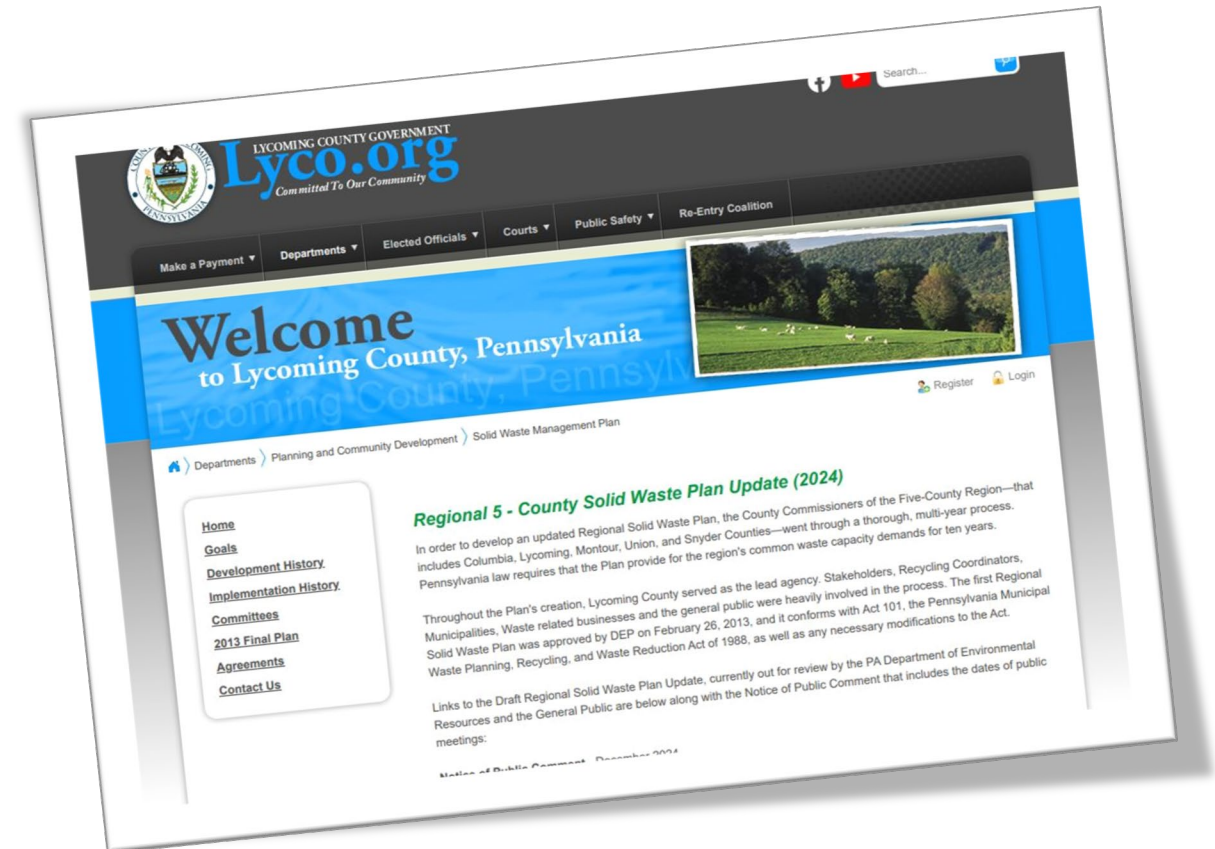 Search...
LYCOMING COUNTY GOVERNMENT
Lyco.org
Committed To Our Community
PENNSYLVANIA
Make a Payment ▼ Departments ▼ Elected Officials ▼ Courts ▼ Public Safety ▼ Re-Entry Coalition
Welcome
to Lycoming County, Pennsylvania
Lycoming County, Pennsylv
Register Login
Departments 〉 Planning and Community Development 〉 Solid Waste Management Plan
Home
Goals
Development History
Implementation History
Committees
2013 Final Plan
Agreements
Contact Us
Regional 5 - County Solid Waste Plan Update (2024)
In order to develop an updated Regional Solid Waste Plan, the County Commissioners of the Five-County Region—that
includes Columbia, Lycoming, Montour, Union, and Snyder Counties—went through a thorough, multi-year process.
Pennsylvania law requires that the Plan provide for the region's common waste capacity demands for ten years.
Throughout the Plan's creation, Lycoming County served as the lead agency. Stakeholders, Recycling Coordinators,
Municipalities, Waste related businesses and the general public were heavily involved in the process. The first Regional
Solid Waste Plan was approved by DEP on February 26, 2013, and it conforms with Act 101, the Pennsylvania Municipal
Waste Planning, Recycling, and Waste Reduction Act of 1988, as well as any necessary modifications to the Act.
Links to the Draft Regional Solid Waste Plan Update, currently out for review by the PA Department of Environmental
Resources and the General Public are below along with the Notice of Public Comment that includes the dates of public
meetings:
Notice of Public Comment - December 2024